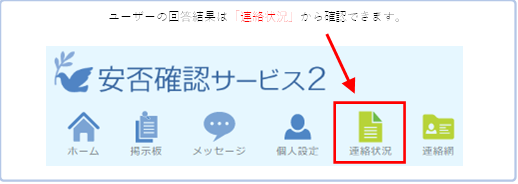 ユーザーの回答結果は「連絡状況」から確認できます。
安否確認サービス2
ホーム 掲示板 メッセージ 個人設定 連絡状況 連絡網